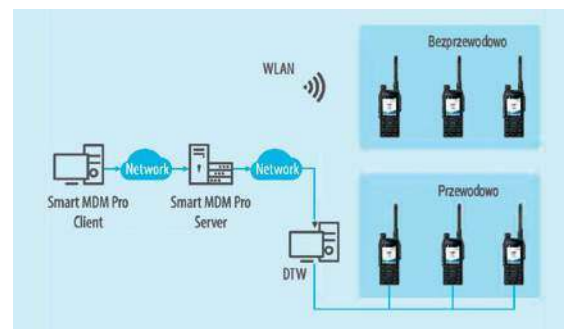 Bezprzewodowo
WLAN
Network
Network
Smart MDM Pro
Client
Smart MDM Pro
Server
Przewodowo
DTW